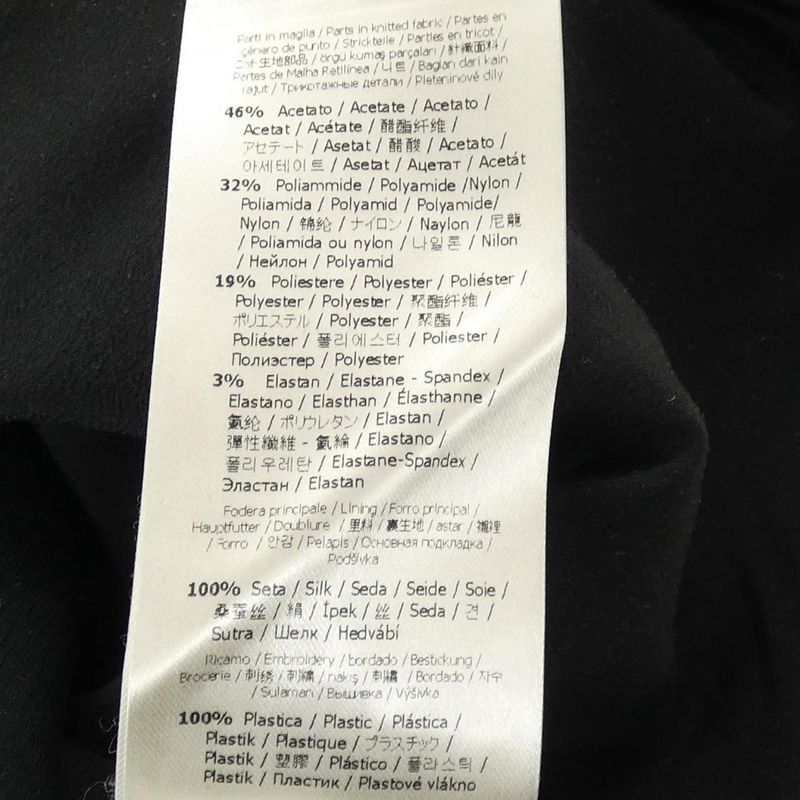 Parti in maglia / Parts in knitted fabric / Partes en
género de punto / Strickteile / Parties en tricot /
ニット生地部品 / örgü kumaş parçaları / 針織面料 /
Partes de Malha Retilínea / 니트 / Bagian dari kain
rajut / Трикотажные детали / Pleteninové díly
46% Acetato / Acetate / Acetato /
Acetat / Acétate / 醋酯纤维 /
アセテート / Asetat / 醋酸 / Acetato /
아세테이트 / Asetat / Ацетат / Acetát
32% Poliammide / Polyamide /Nylon /
Poliamida / Polyamid / Polyamide/
Nylon / 锦纶 / ナイロン / Naylon / 尼龍
/ Poliamida ou nylon / 나일론 / Nilon
/ Нейлон / Polyamid
19% Poliestere / Polyester / Poliéster /
Polyester / Polyester / 聚酯纤维 /
ポリエステル / Polyester / 聚酯 /
Poliéster / 폴리에스터 / Poliester /
Полиэстер / Polyester
3% Elastan / Elastane - Spandex /
Elastano / Elasthan / Élasthanne /
氨纶 / ポリウレタン / Elastan /
彈性纖維 - 氨綸 / Elastano /
폴리우레탄 / Elastane-Spandex /
Эластан / Elastan
Fodera principale / Lining / Forro principal /
Hauptfutter / Doublure / 里料 / 裏生地 / astar / 襯裡
/ Forro / 안감 / Pelapis / Основная подкладка /
Podšívka
100% Seta / Silk / Seda / Seide / Soie /
桑蚕丝 / 絹 / İpek / 丝 / Seda / 견 /
Sutra / Шелк / Hedvábí
Ricamo / Embroidery / bordado / Bestickung /
Broderie / 刺绣 / 刺繍 / nakış / 刺繡 / Bordado / 자수
/ Sulaman / Вышивка / Výšivka
100% Plastica / Plastic / Plástica /
Plastik / Plastique / プラスチック /
Plastik / 塑膠 / Plástico / 플라스틱 /
Plastik / Пластик / Plastové vlákno